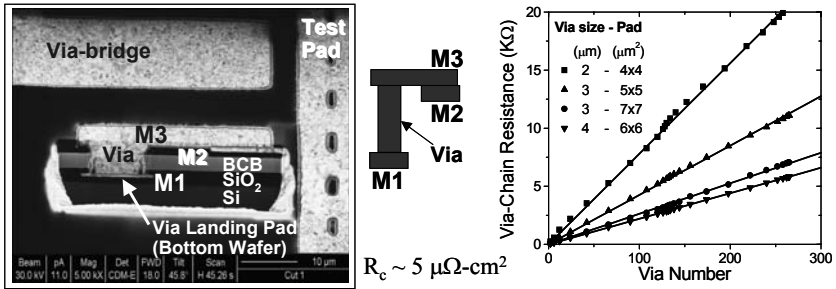 Via-bridge
Test
Pad
M3
Via
M2
BCB
M1
SiO2
Si
Via Landing Pad
(Bottom Wafer)
Beam pA Mag Det FWD Tilt Scan
30.0 kV 11.0 5.00 kX CDM-E 18.0 45.8° H 45.26 s
10 µm
Cut 1
M3
M2
Via
M1
Rc ~ 5 µΩ-cm²
Via-Chain Resistance (KΩ)
20
15
10
5
0
Via size - Pad
(µm) (µm²)
2 - 4x4
3 - 5x5
3 - 7x7
4 - 6x6
0 100 200 300
Via Number